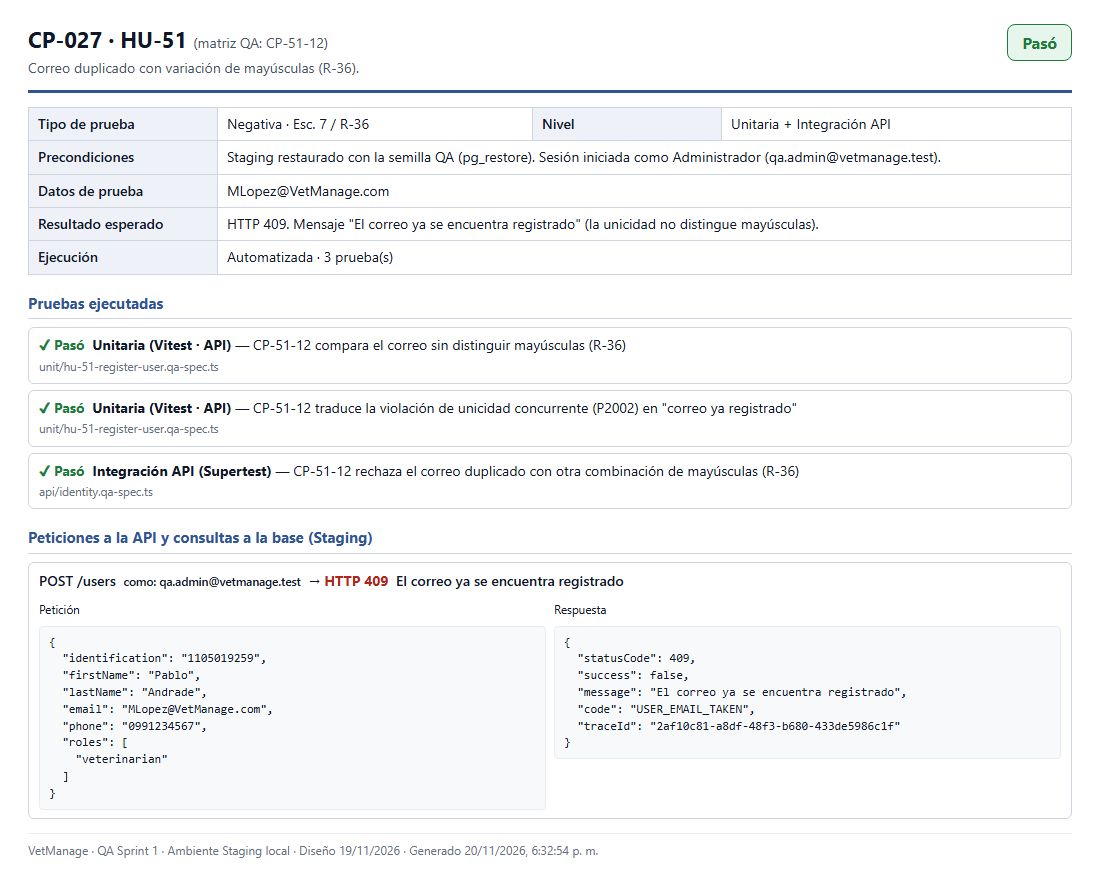 CP-027 · HU-51 (matriz QA: CP-51-12)
Pasó
Correo duplicado con variación de mayúsculas (R-36).
Tipo de prueba Negativa · Esc. 7 / R-36 Nivel Unitaria + Integración API
Precondiciones Staging restaurado con la semilla QA (pg_restore). Sesión iniciada como Administrador (qa.admin@vetmanage.test).
Datos de prueba MLopez@VetManage.com
Resultado esperado HTTP 409. Mensaje "El correo ya se encuentra registrado" (la unicidad no distingue mayúsculas).
Ejecución Automatizada · 3 prueba(s)
Pruebas ejecutadas
✓ Pasó Unitaria (Vitest · API) — CP-51-12 compara el correo sin distinguir mayúsculas (R-36)
unit/hu-51-register-user.qa-spec.ts
✓ Pasó Unitaria (Vitest · API) — CP-51-12 traduce la violación de unicidad concurrente (P2002) en "correo ya registrado"
unit/hu-51-register-user.qa-spec.ts
✓ Pasó Integración API (Supertest) — CP-51-12 rechaza el correo duplicado con otra combinación de mayúsculas (R-36)
api/identity.qa-spec.ts
Peticiones a la API y consultas a la base (Staging)
POST /users como: qa.admin@vetmanage.test → HTTP 409 El correo ya se encuentra registrado
Petición
{
"identification": "1105019259",
"firstName": "Pablo",
"lastName": "Andrade",
"email": "MLopez@VetManage.com",
"phone": "0991234567",
"roles": [
"veterinarian"
]
}
Respuesta
{
"statusCode": 409,
"success": false,
"message": "El correo ya se encuentra registrado",
"code": "USER_EMAIL_TAKEN",
"traceId": "2af10c81-a8df-48f3-b680-433de5986c1f"
}
VetManage · QA Sprint 1 · Ambiente Staging local · Diseño 19/11/2026 · Generado 20/11/2026, 6:32:54 p. m.